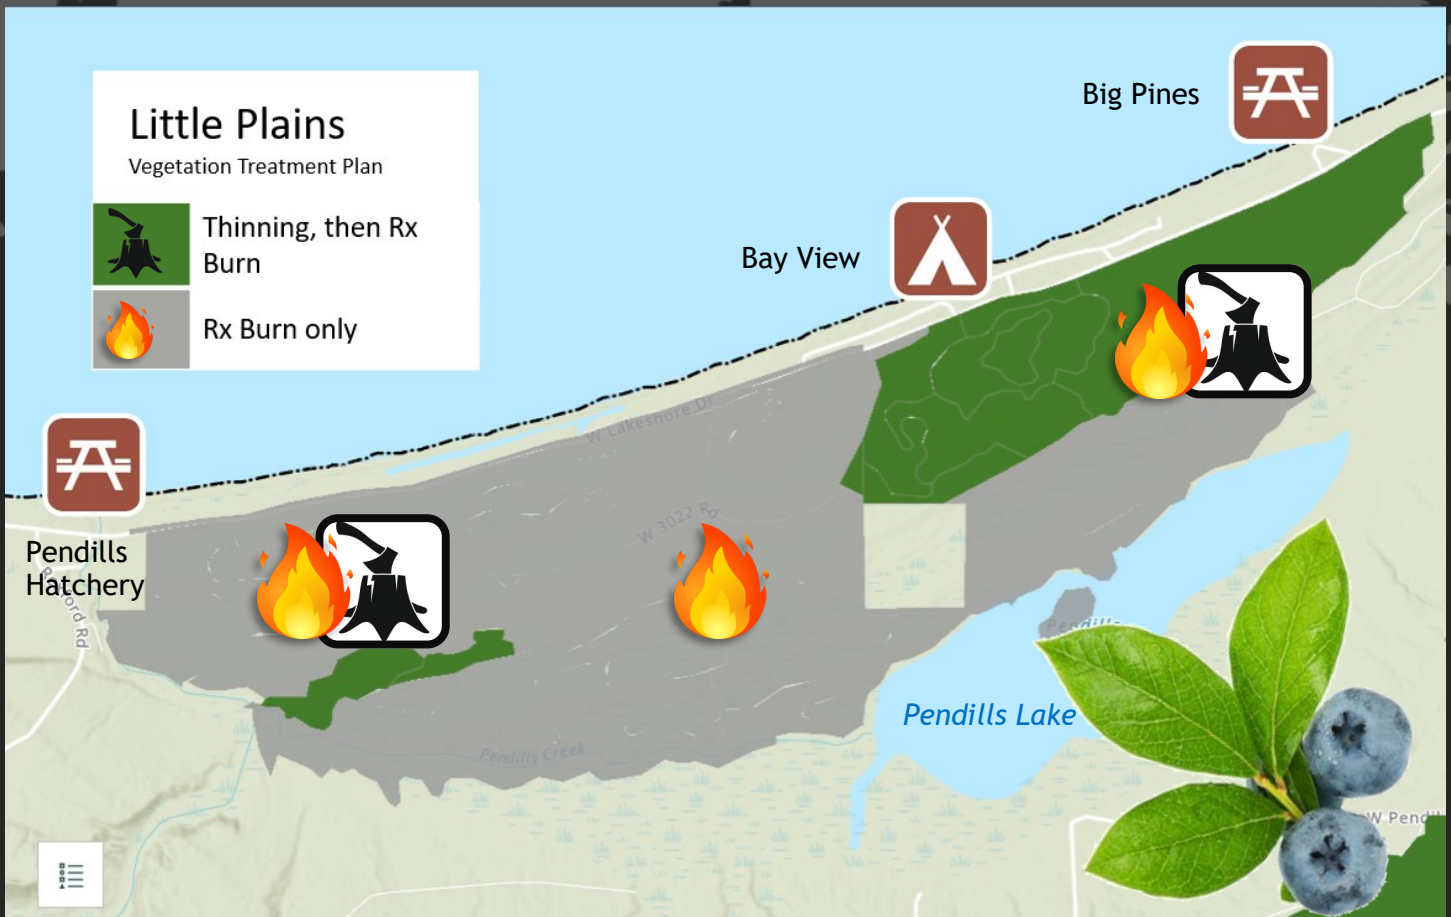 Little Plains
Vegetation Treatment Plan
Thinning, then Rx
Burn
Rx Burn only
Big Pines
Bay View
W Lakeshore Dr
W 3022 Rd
Pendills
Hatchery
Pendills
Pendills Lake
Pendills Creek